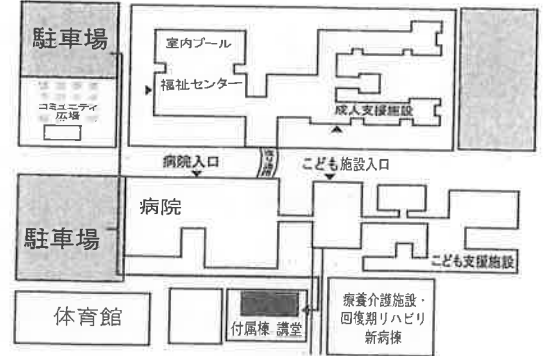 駐車場
室内プール
福祉センター
コミュニティ
広場
成人支援施設
病院入口
渡り廊下
こども施設入口
病院
駐車場
こども支援施設
体育館
付属棟 講堂
療養介護施設・
回復期リハビリ
新病棟